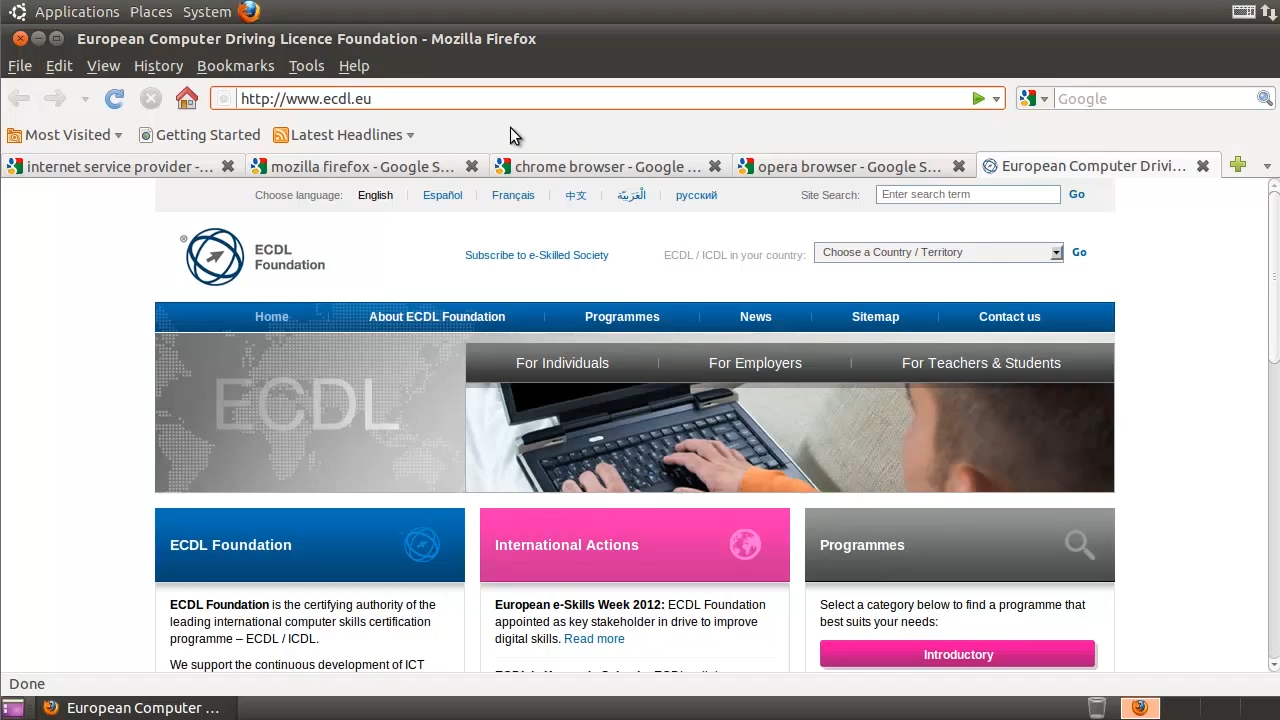 Applications Places System
European Computer Driving Licence Foundation - Mozilla Firefox
File Edit View History Bookmarks Tools Help
http://www.ecdl.eu Google
Most Visited Getting Started Latest Headlines
internet service provider -... mozilla firefox - Google S... chrome browser - Google ... opera browser - Google S... European Computer Drivi...
Choose language: English Español Français 中文 الْعَرَبيّة русский Site Search: Enter search term Go
® ECDL
Foundation
Subscribe to e-Skilled Society ECDL / ICDL in your country: Choose a Country / Territory Go
Home About ECDL Foundation Programmes News Sitemap Contact us
For Individuals For Employers For Teachers & Students
ECDL
ECDL Foundation
ECDL Foundation is the certifying authority of the
leading international computer skills certification
programme – ECDL / ICDL.
We support the continuous development of ICT
International Actions
European e-Skills Week 2012: ECDL Foundation
appointed as key stakeholder in drive to improve
digital skills. Read more
Programmes
Select a category below to find a programme that
best suits your needs:
Introductory
Done
European Computer ...